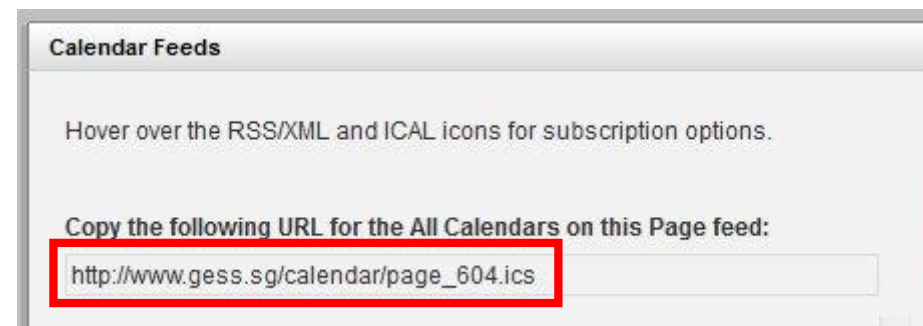 Calendar Feeds
Hover over the RSS/XML and ICAL icons for subscription options.
Copy the following URL for the All Calendars on this Page feed:
http://www.gess.sg/calendar/page_604.ics